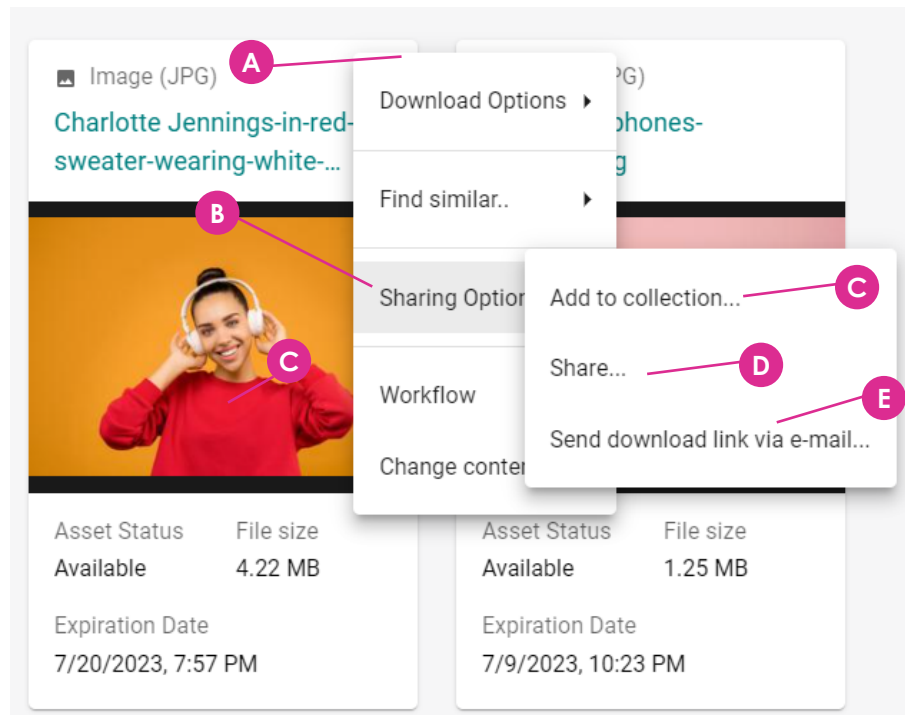 A
Image (JPG)
Charlotte Jennings-in-red-
sweater-wearing-white-...
B
C
Asset Status
File size
Available
4.22 MB
Expiration Date
7/20/2023, 7:57 PM
Download Options
Find similar..
Sharing Option
Workflow
Change conten
PG)
phones-
g
Add to collection...
C
Share...
D
E
Send download link via e-mail...
Asset Status
File size
Available
1.25 MB
Expiration Date
7/9/2023, 10:23 PM